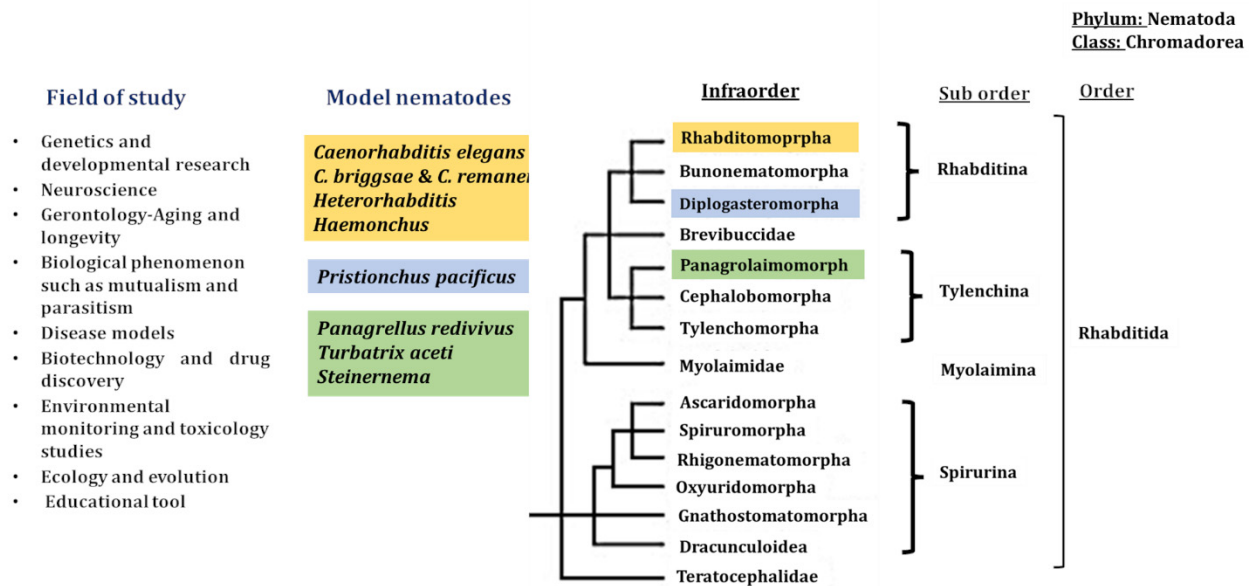 Phylum: Nematoda
Class: Chromadorea
Field of study
Model nematodes
Infraorder
Sub order
Order
• Genetics and
developmental research
• Neuroscience
• Gerontology-Aging and
longevity
• Biological phenomenon
such as mutualism and
parasitism
• Disease models
• Biotechnology and drug
discovery
• Environmental
monitoring and toxicology
studies
• Ecology and evolution
• Educational tool
Caenorhabditis elegans
C. briggsae & C. remanei
Heterorhabditis
Haemonchus
Pristionchus pacificus
Panagrellus redivivus
Turbatrix aceti
Steinernema
Rhabditomoprpha
Bunonematomorpha
Diplogasteromorpha
Brevibuccidae
Panagrolaimomorph
Cephalobomorpha
Tylenchomorpha
Myolaimidae
Ascaridomorpha
Spiruromorpha
Rhigonematomorpha
Oxyuridomorpha
Gnathostomatomorpha
Dracunculoidea
Teratocephalidae
Rhabditina
Tylenchina
Myolaimina
Spirurina
Rhabditida